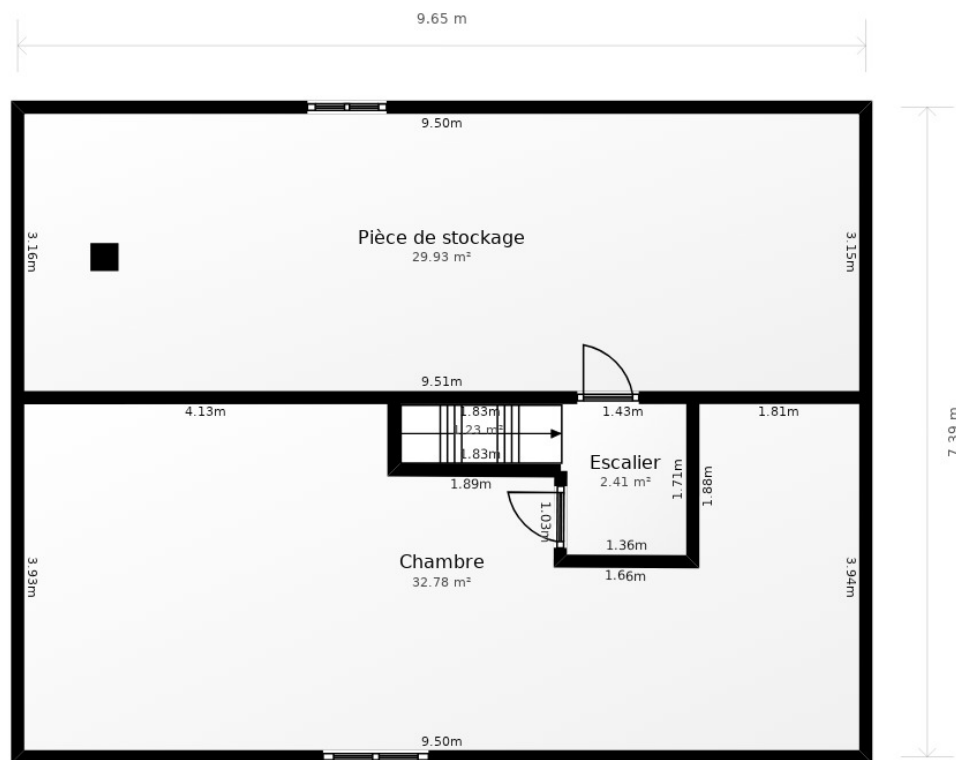 9.65 m
9.50m
Pièce de stockage
29.93 m²
3.16m
3.15m
7.39 m
9.51m
4.13m
1.83m
1.43m
1.81m
1.23 m²
1.83m
1.89m
Escalier
2.41 m²
1.71m
1.88m
1.03m
1.36m
1.66m
Chambre
32.78 m²
3.93m
3.94m
9.50m